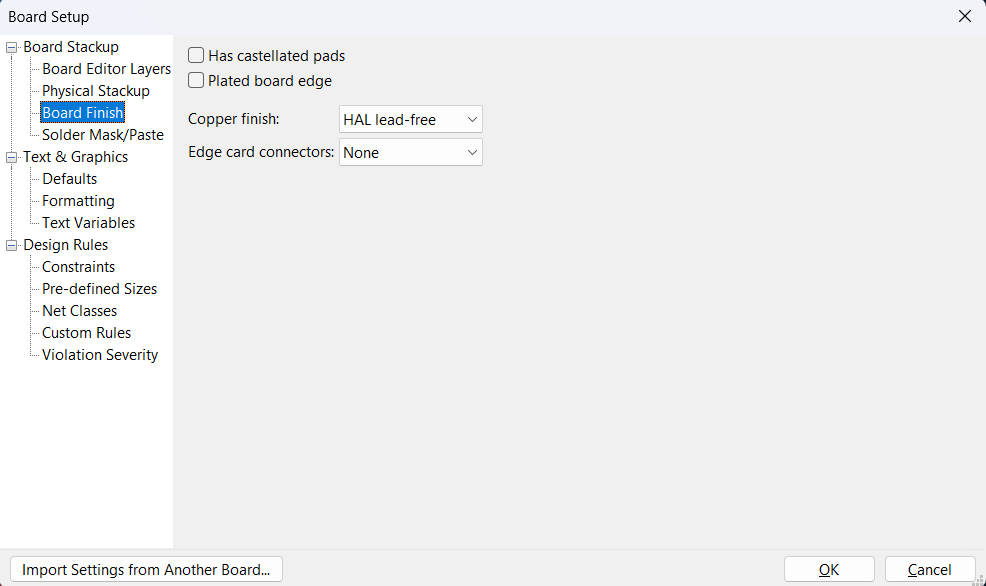 Board Setup
Board Stackup
Board Editor Layers
Physical Stackup
Board Finish
Solder Mask/Paste
Text & Graphics
Defaults
Formatting
Text Variables
Design Rules
Constraints
Pre-defined Sizes
Net Classes
Custom Rules
Violation Severity
Has castellated pads
Plated board edge
Copper finish: HAL lead-free
Edge card connectors: None
Import Settings from Another Board...
OK
Cancel